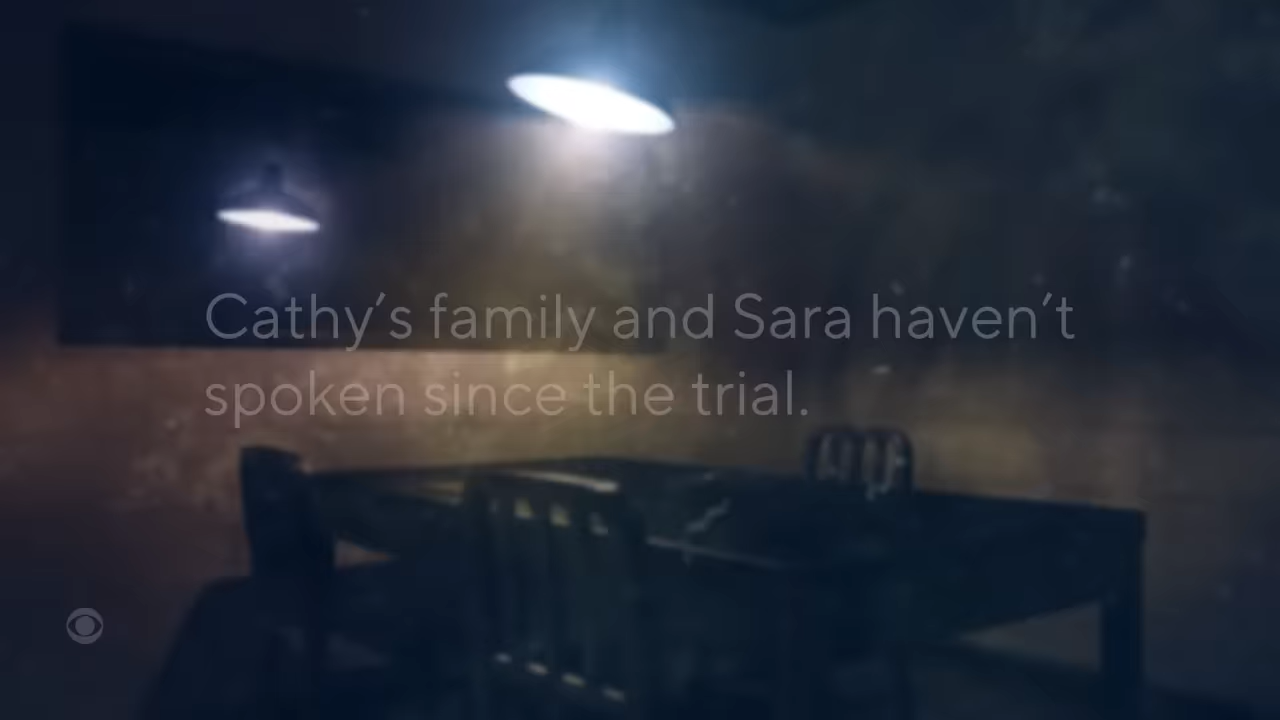 Cathy’s family and Sara haven’t
spoken since the trial.